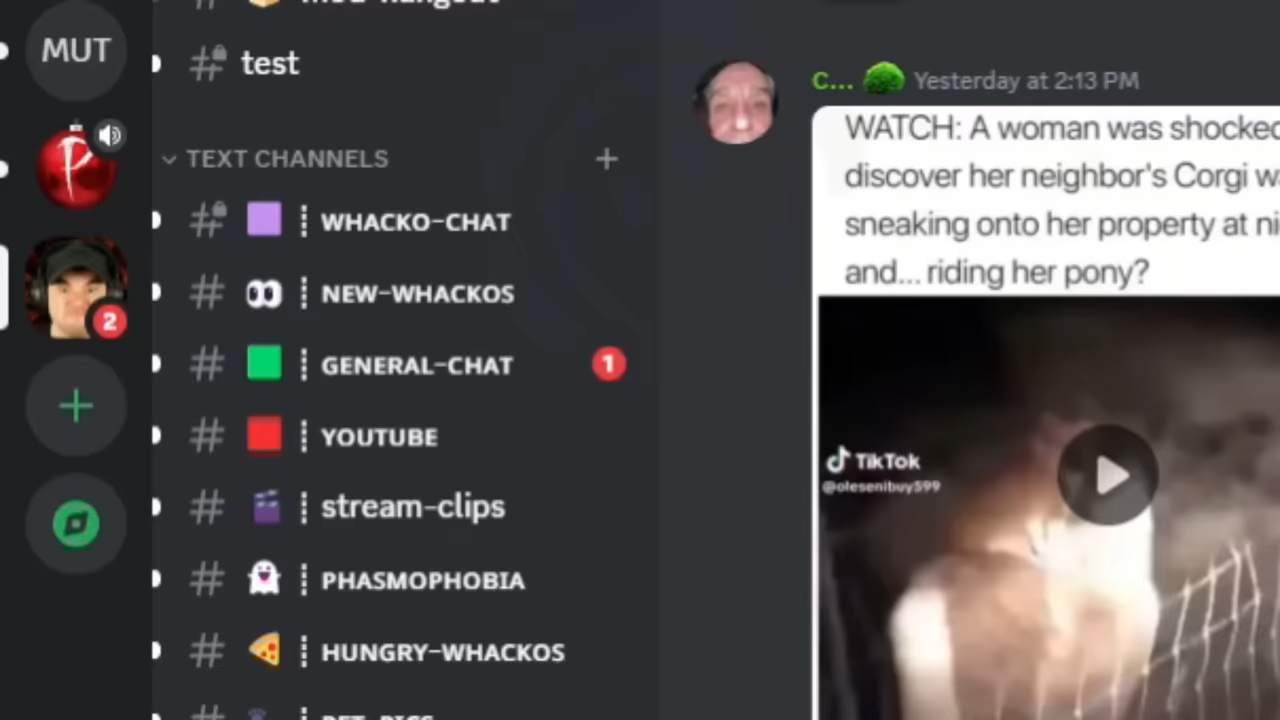 MUT
test
TEXT CHANNELS
WHACKO-CHAT
NEW-WHACKOS
GENERAL-CHAT
1
2
YOUTUBE
stream-clips
PHASMOPHOBIA
HUNGRY-WHACKOS
C... Yesterday at 2:13 PM
WATCH: A woman was shocked
discover her neighbor's Corgi
sneaking onto her property at
and... riding her pony?
TikTok
@olesenibuy599